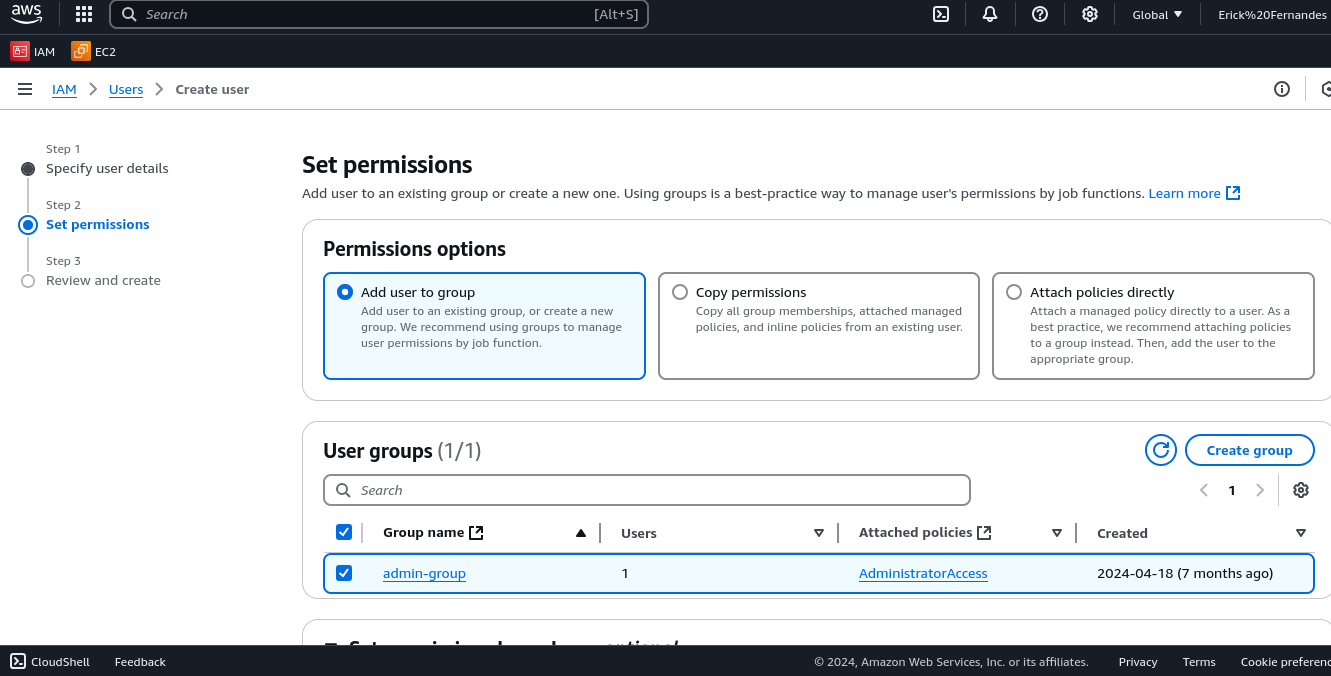 aws
Search [Alt+S]
Global
Erick%20Fernandes
IAM
EC2
IAM
Users
Create user
Step 1
Specify user details
Step 2
Set permissions
Step 3
Review and create
Set permissions
Add user to an existing group or create a new one. Using groups is a best-practice way to manage user's permissions by job functions. Learn more
Permissions options
Add user to group
Add user to an existing group, or create a new
group. We recommend using groups to manage
user permissions by job function.
Copy permissions
Copy all group memberships, attached managed
policies, and inline policies from an existing user.
Attach policies directly
Attach a managed policy directly to a user. As a
best practice, we recommend attaching policies
to a group instead. Then, add the user to the
appropriate group.
User groups (1/1)
Create group
Search
1
Group name Users Attached policies Created
admin-group 1 AdministratorAccess 2024-04-18 (7 months ago)
CloudShell
Feedback
© 2024, Amazon Web Services, Inc. or its affiliates.
Privacy
Terms
Cookie preferenc